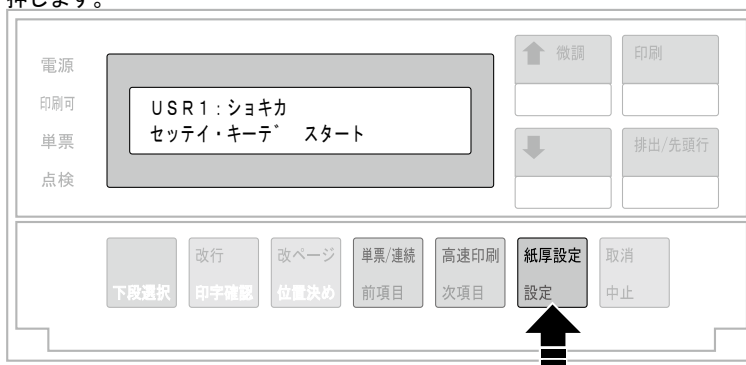 押します。
電源
印刷可
単票
点検
USR1:ショキカ
セッテイ・キーデ゛ スタート
微調
印刷
排出/先頭行
下段選択
改行
印字確認
改ページ
位置決め
単票/連続
前項目
高速印刷
次項目
紙厚設定
設定
取消
中止